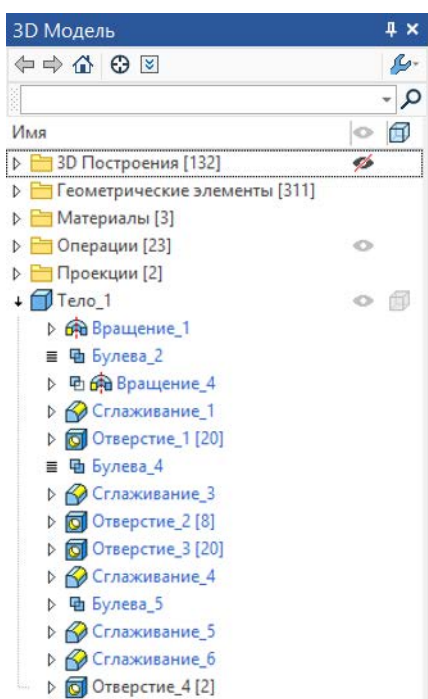 3D Модель
Имя
3D Построения [132]
Геометрические элементы [311]
Материалы [3]
Операции [23]
Проекции [2]
Тело_1
Вращение_1
Булева_2
Вращение_4
Сглаживание_1
Отверстие_1 [20]
Булева_4
Сглаживание_3
Отверстие_2 [8]
Отверстие_3 [20]
Сглаживание_4
Булева_5
Сглаживание_5
Сглаживание_6
Отверстие_4 [2]